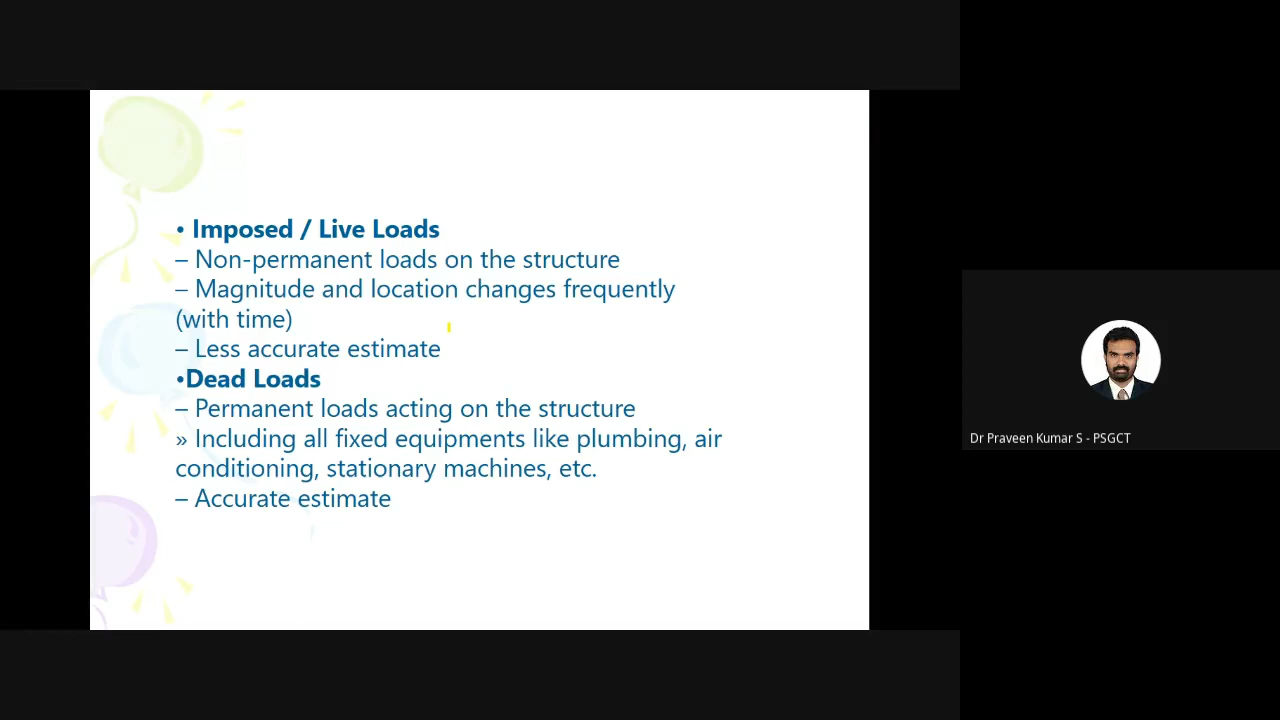 • Imposed / Live Loads
– Non-permanent loads on the structure
– Magnitude and location changes frequently
(with time)
– Less accurate estimate
•Dead Loads
– Permanent loads acting on the structure
» Including all fixed equipments like plumbing, air
conditioning, stationary machines, etc.
– Accurate estimate
Dr Praveen Kumar S - PSGCT